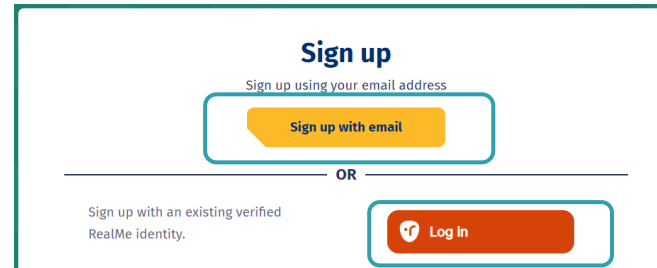 Sign up
Sign up using your email address
Sign up with email
OR
Sign up with an existing verified
RealMe identity.
Log in